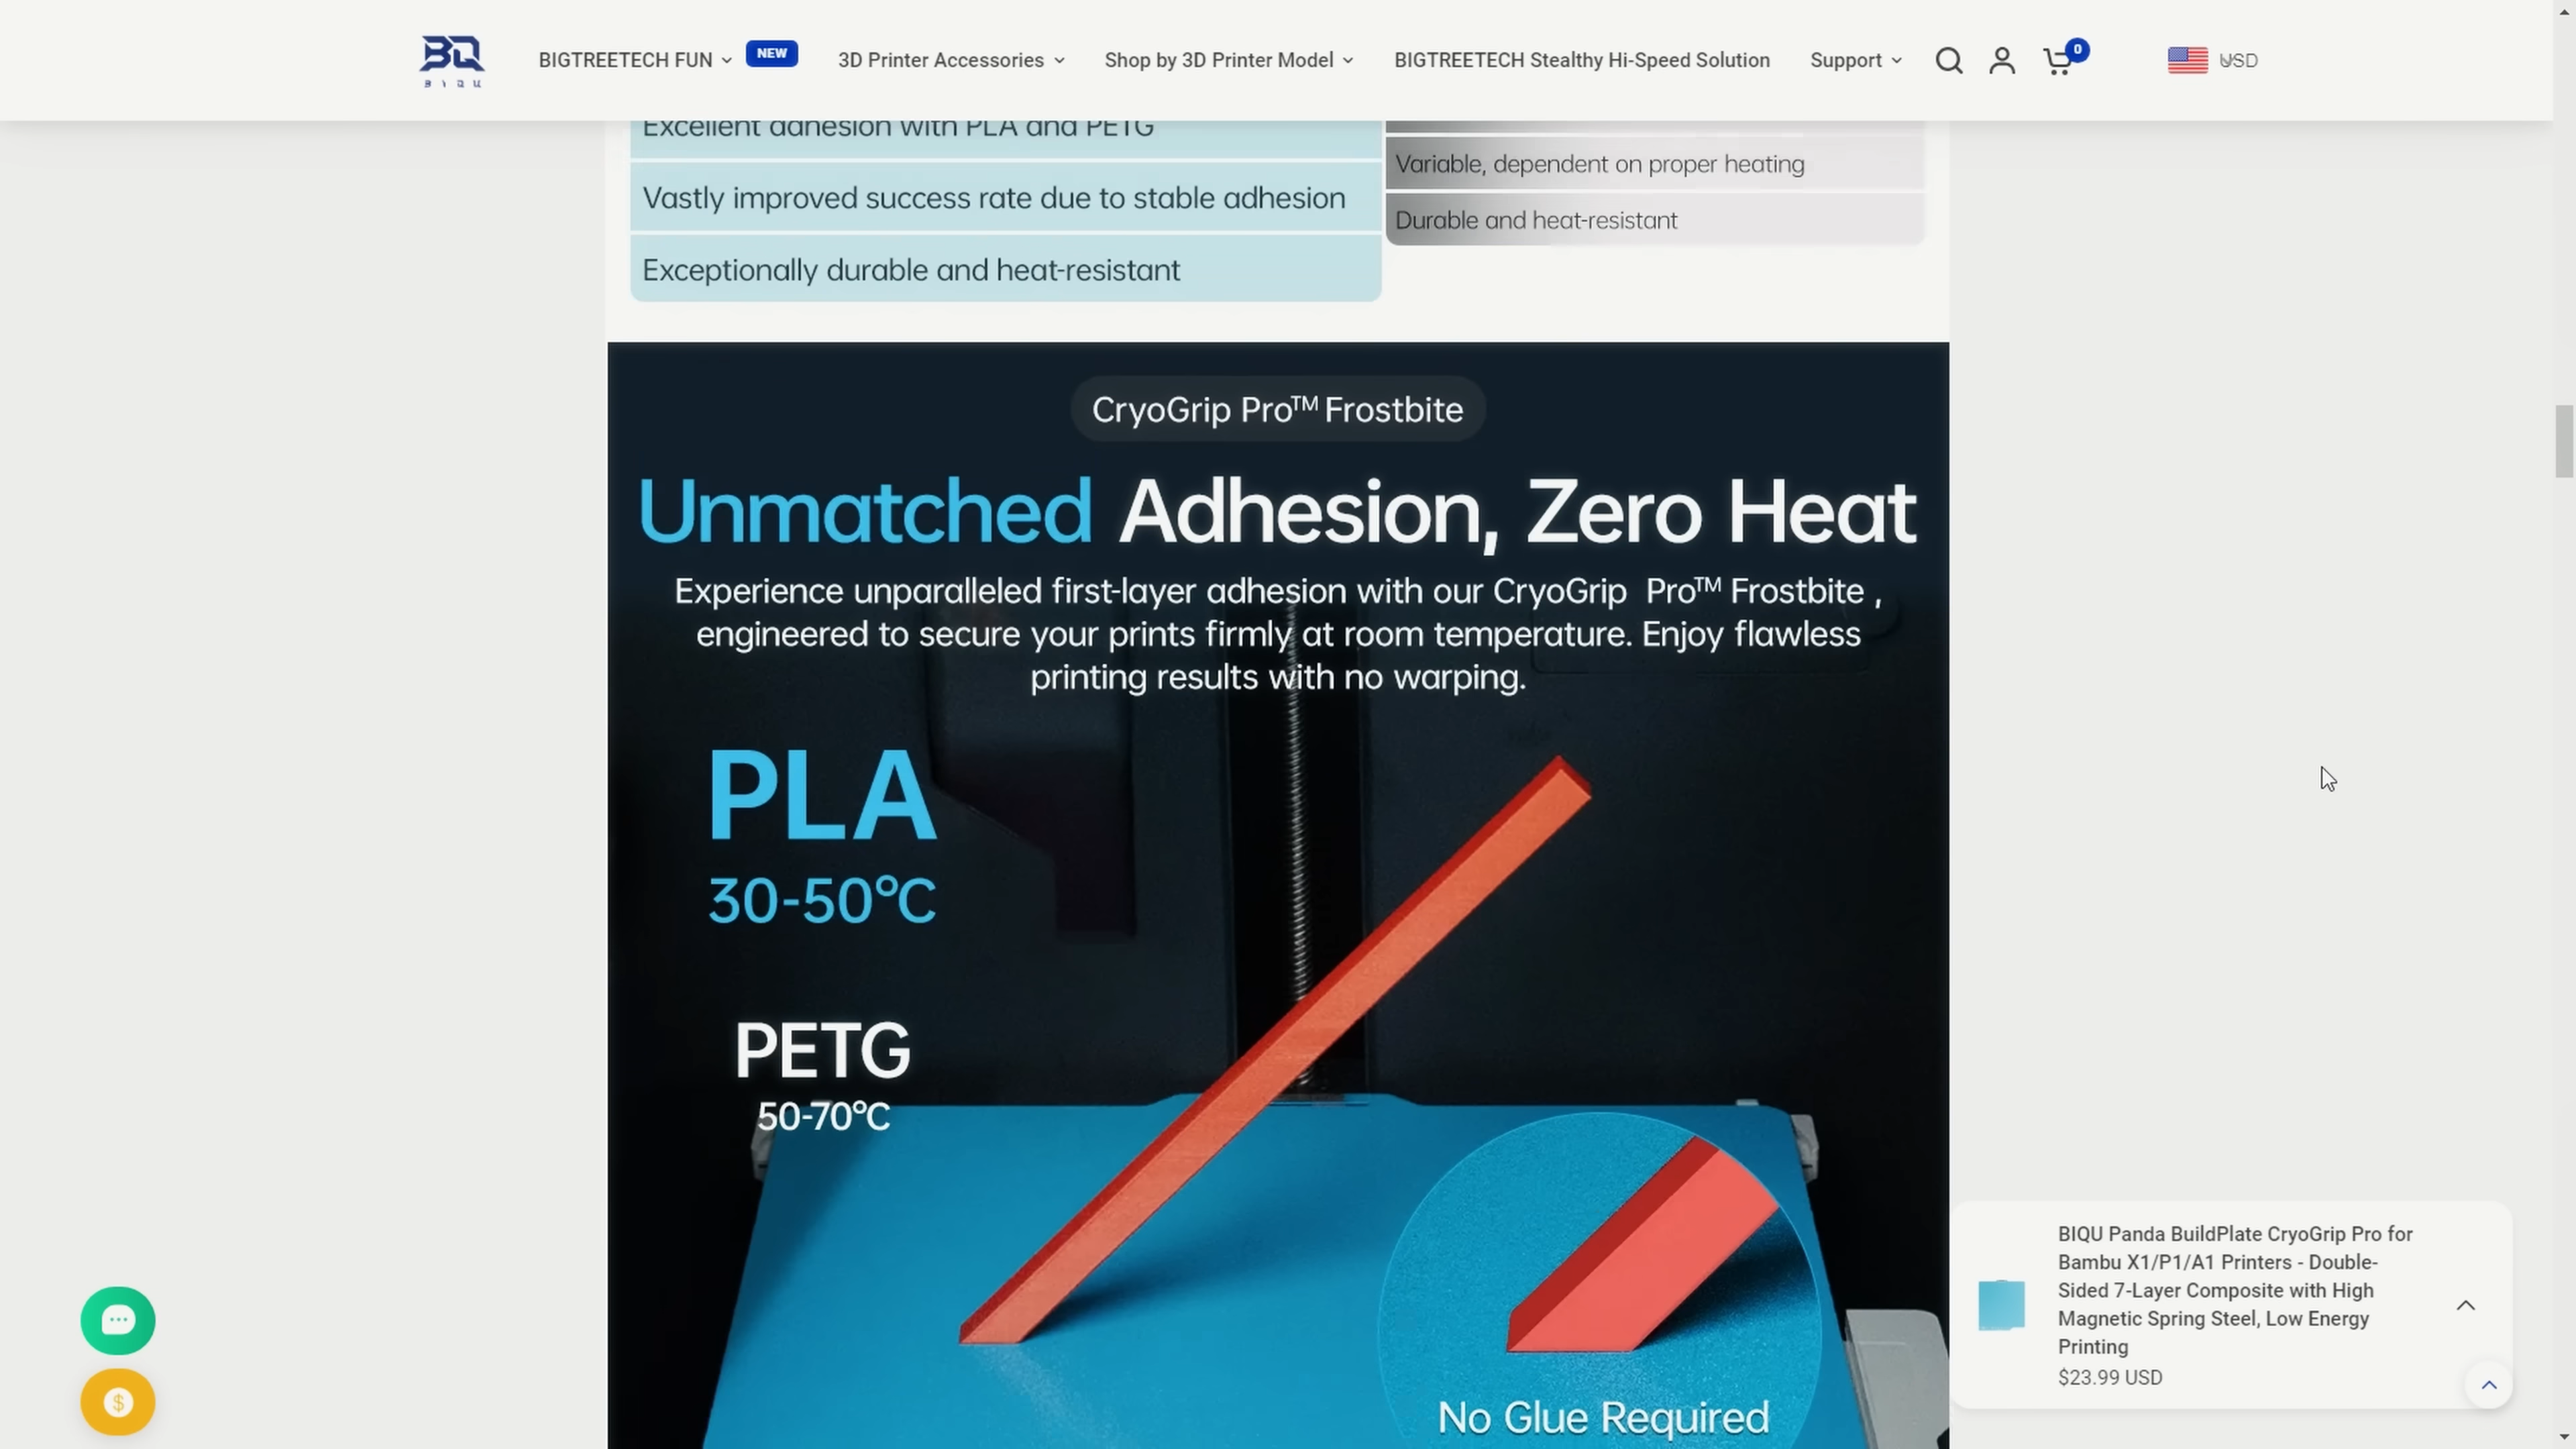 BQ
BIQU
BIGTREETECH FUN
NEW
3D Printer Accessories
Shop by 3D Printer Model
BIGTREETECH Stealthy Hi-Speed Solution
Support
0
USD
Excellent adhesion with PLA and PETG
Vastly improved success rate due to stable adhesion
Exceptionally durable and heat-resistant
Variable, dependent on proper heating
Durable and heat-resistant
CryoGrip Pro™ Frostbite
Unmatched Adhesion, Zero Heat
Experience unparalleled first-layer adhesion with our CryoGrip Pro™ Frostbite ,
engineered to secure your prints firmly at room temperature. Enjoy flawless
printing results with no warping.
PLA
30-50°C
PETG
50-70°C
No Glue Required
BIQU Panda BuildPlate CryoGrip Pro for
Bambu X1/P1/A1 Printers - Double-
Sided 7-Layer Composite with High
Magnetic Spring Steel, Low Energy
Printing
$23.99 USD
$